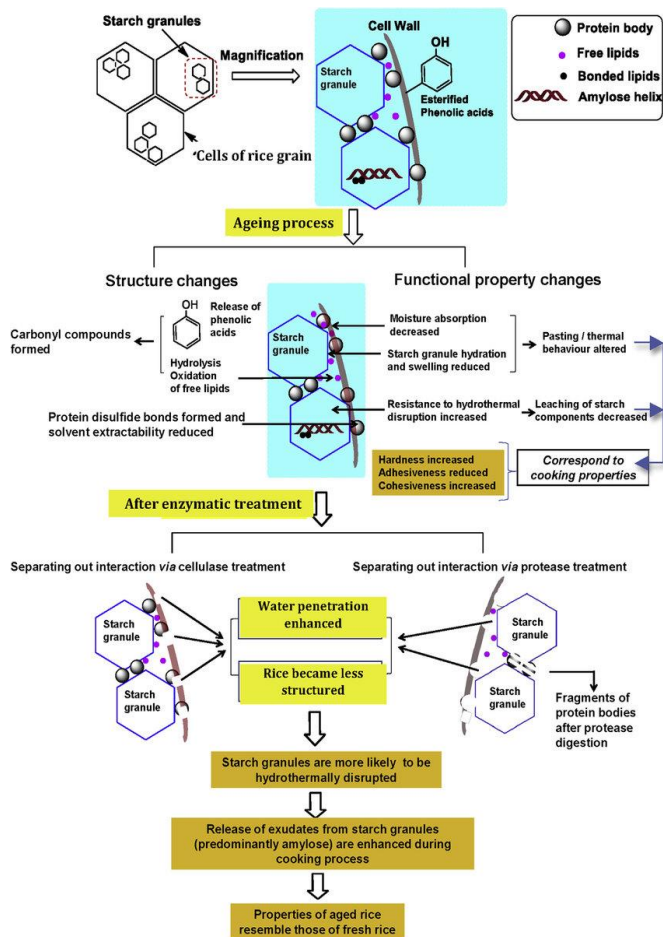 Starch granules
Magnification
Cells of rice grain
Cell Wall
Starch
granule
OH
Esterified
Phenolic acids
Protein body
Free lipids
Bonded lipids
Amylose helix
Ageing process
Structure changes
Functional property changes
OH
Release of
phenolic
acids
Carbonyl compounds
formed
Hydrolysis
Oxidation
of free lipids
Protein disulfide bonds formed and
solvent extractability reduced
Starch
granule
Moisture absorption
decreased
Starch granule hydration
and swelling reduced
Pasting / thermal
behaviour altered
Resistance to hydrothermal
disruption increased
Leaching of starch
components decreased
Hardness increased
Adhesiveness reduced
Cohesiveness increased
Correspond to
cooking properties
After enzymatic treatment
Separating out interaction via cellulase treatment
Separating out interaction via protease treatment
Starch
granule
Starch
granule
Water penetration
enhanced
Rice became less
structured
Starch
granule
Starch
granule
Fragments of
protein bodies
after protease
digestion
Starch granules are more likely to be
hydrothermally disrupted
Release of exudates from starch granules
(predominantly amylose) are enhanced during
cooking process
Properties of aged rice
resemble those of fresh rice